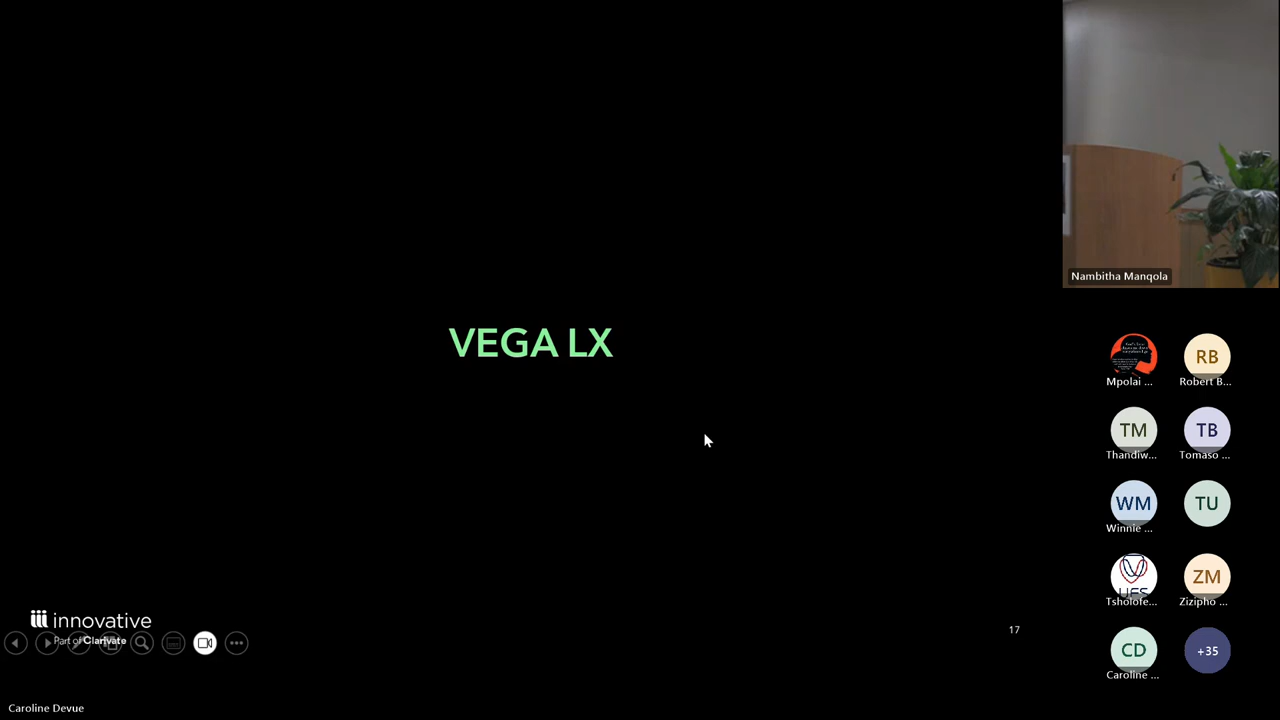 VEGA LX
innovative
Part of Clarivate
17
Caroline Devue
Nambitha Manqola
Mpolai ...
RB
Robert B...
TM
Thandiw...
TB
Tomaso ...
WM
Winnie ...
TU
UFS
Tsholofe...
ZM
Zizipho ...
CD
Caroline ...
+35